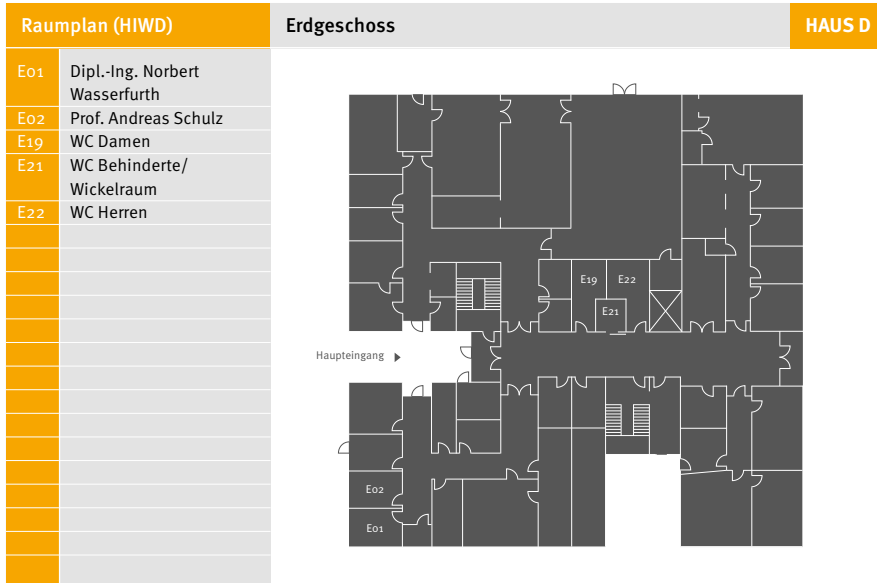 Raumplan (HIWD)
Erdgeschoss
HAUS D
E01 Dipl.-Ing. Norbert
Wasserfurth
E02 Prof. Andreas Schulz
E19 WC Damen
E21 WC Behinderte/
Wickelraum
E22 WC Herren
E19 E22
E21
Haupteingang
E02
E01